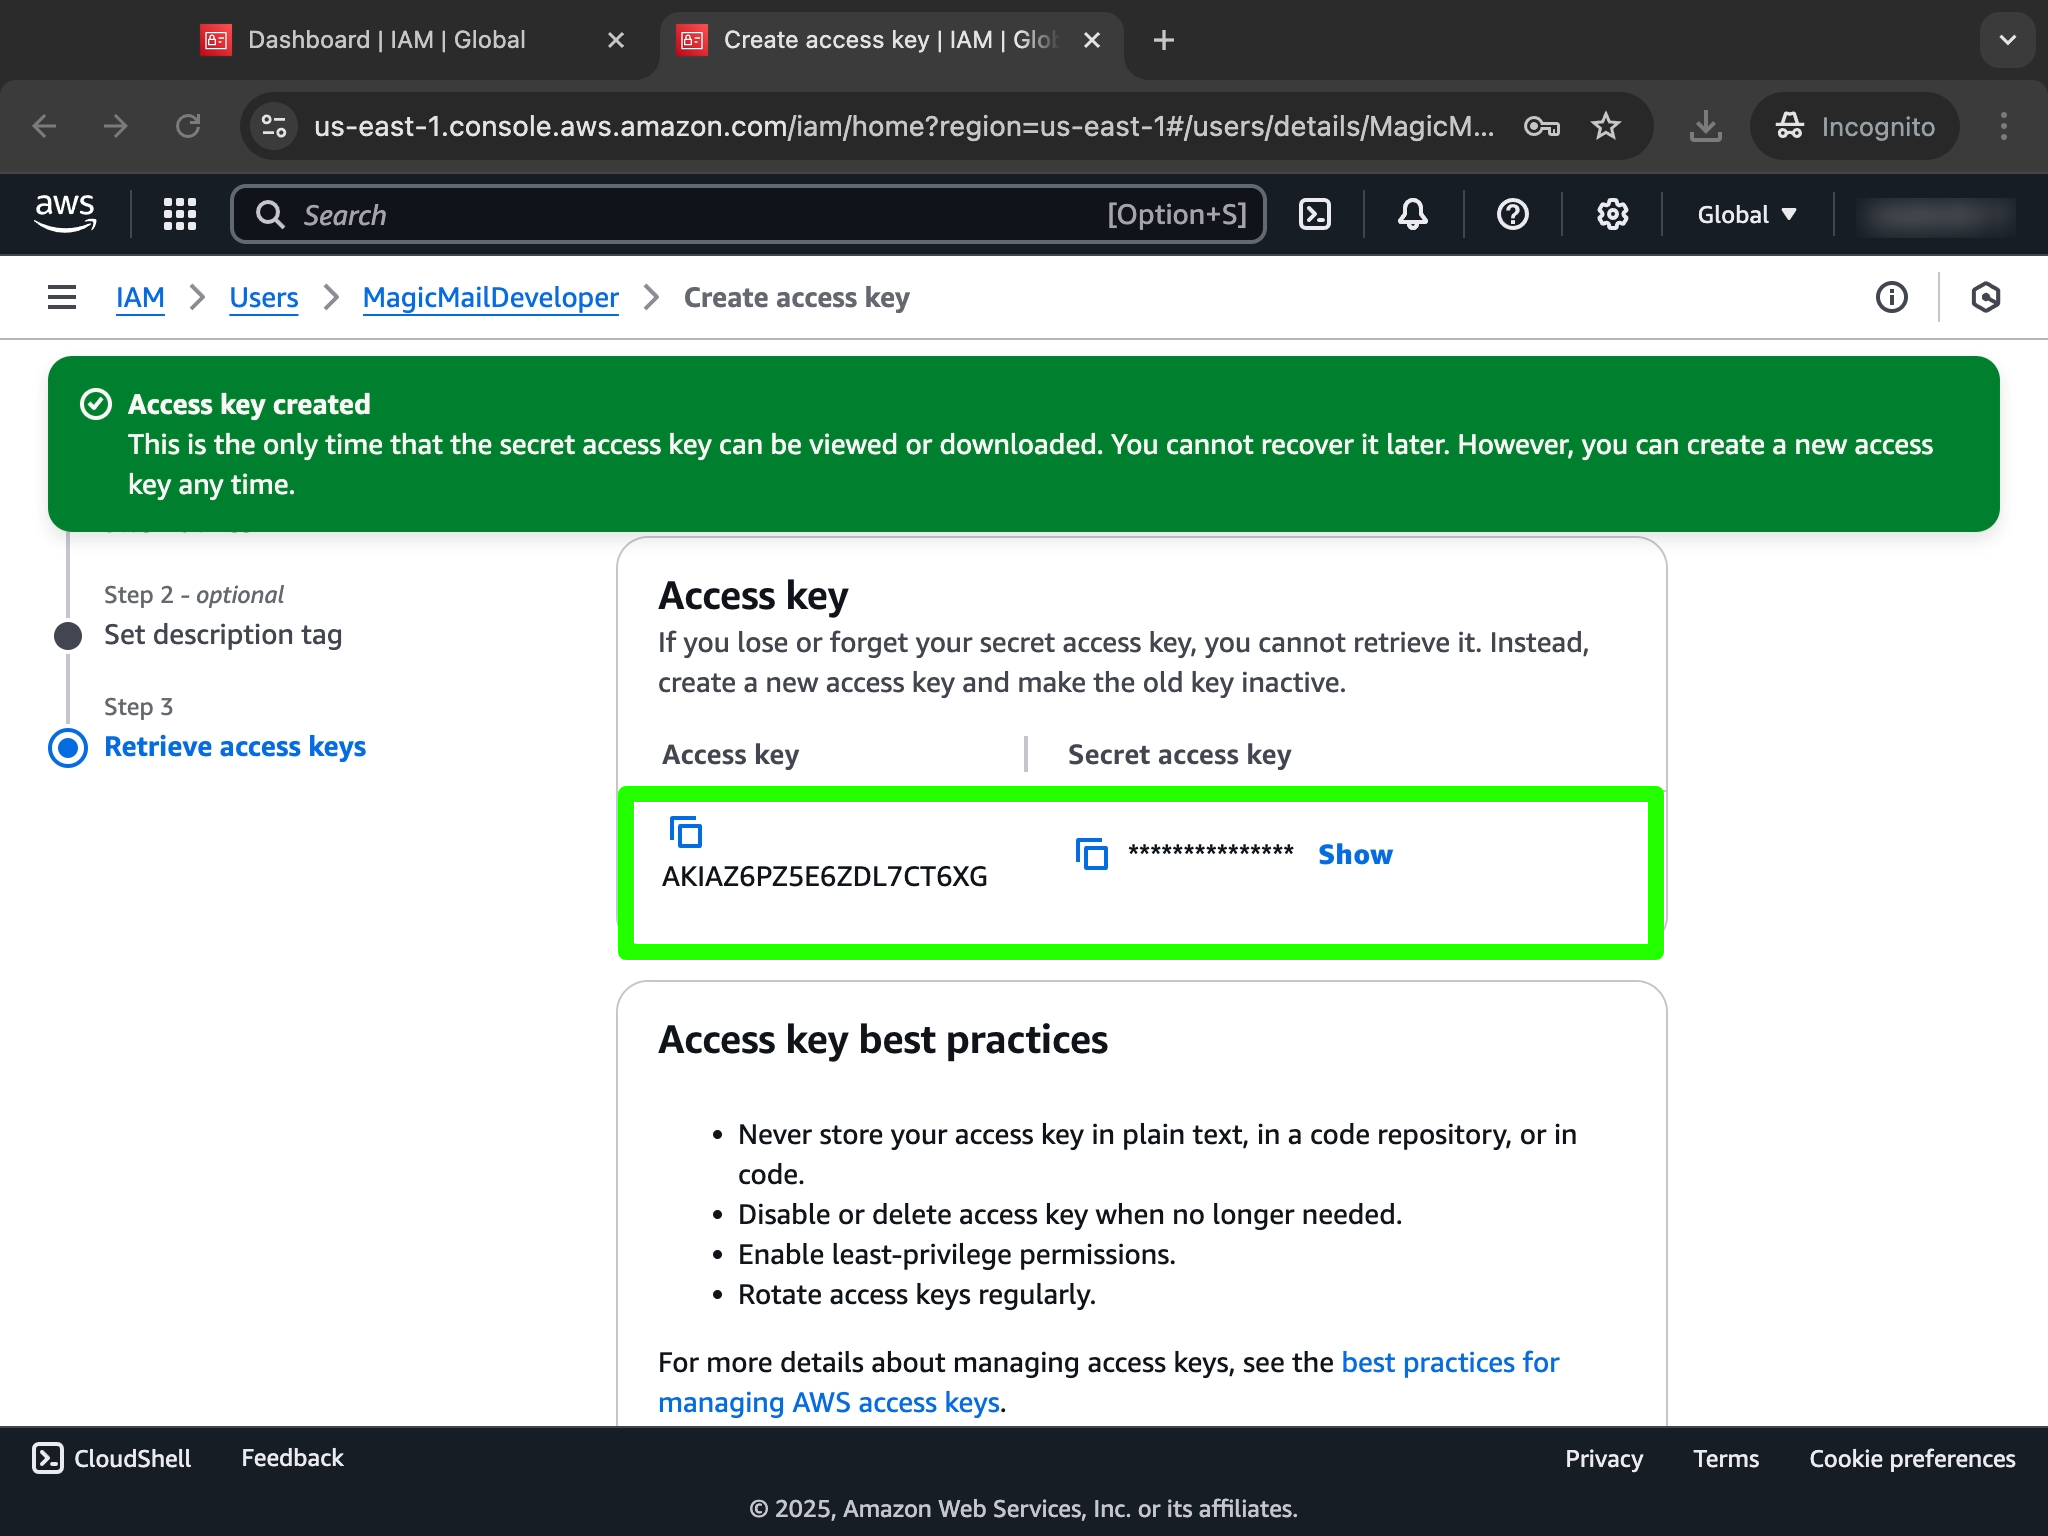 Dashboard | IAM | Global
Create access key | IAM | Glob
us-east-1.console.aws.amazon.com/iam/home?region=us-east-1#/users/details/MagicM...
Incognito
aws
Search
[Option+S]
Global
IAM
Users
MagicMailDeveloper
Create access key
Access key created
This is the only time that the secret access key can be viewed or downloaded. You cannot recover it later. However, you can create a new access
key any time.
Step 2 - optional
Set description tag
Step 3
Retrieve access keys
Access key
If you lose or forget your secret access key, you cannot retrieve it. Instead,
create a new access key and make the old key inactive.
Access key
Secret access key
AKIAZ6PZ5E6ZDL7CT6XG
***************
Show
Access key best practices
• Never store your access key in plain text, in a code repository, or in
code.
• Disable or delete access key when no longer needed.
• Enable least-privilege permissions.
• Rotate access keys regularly.
For more details about managing access keys, see the best practices for
managing AWS access keys.
CloudShell
Feedback
Privacy
Terms
Cookie preferences
© 2025, Amazon Web Services, Inc. or its affiliates.